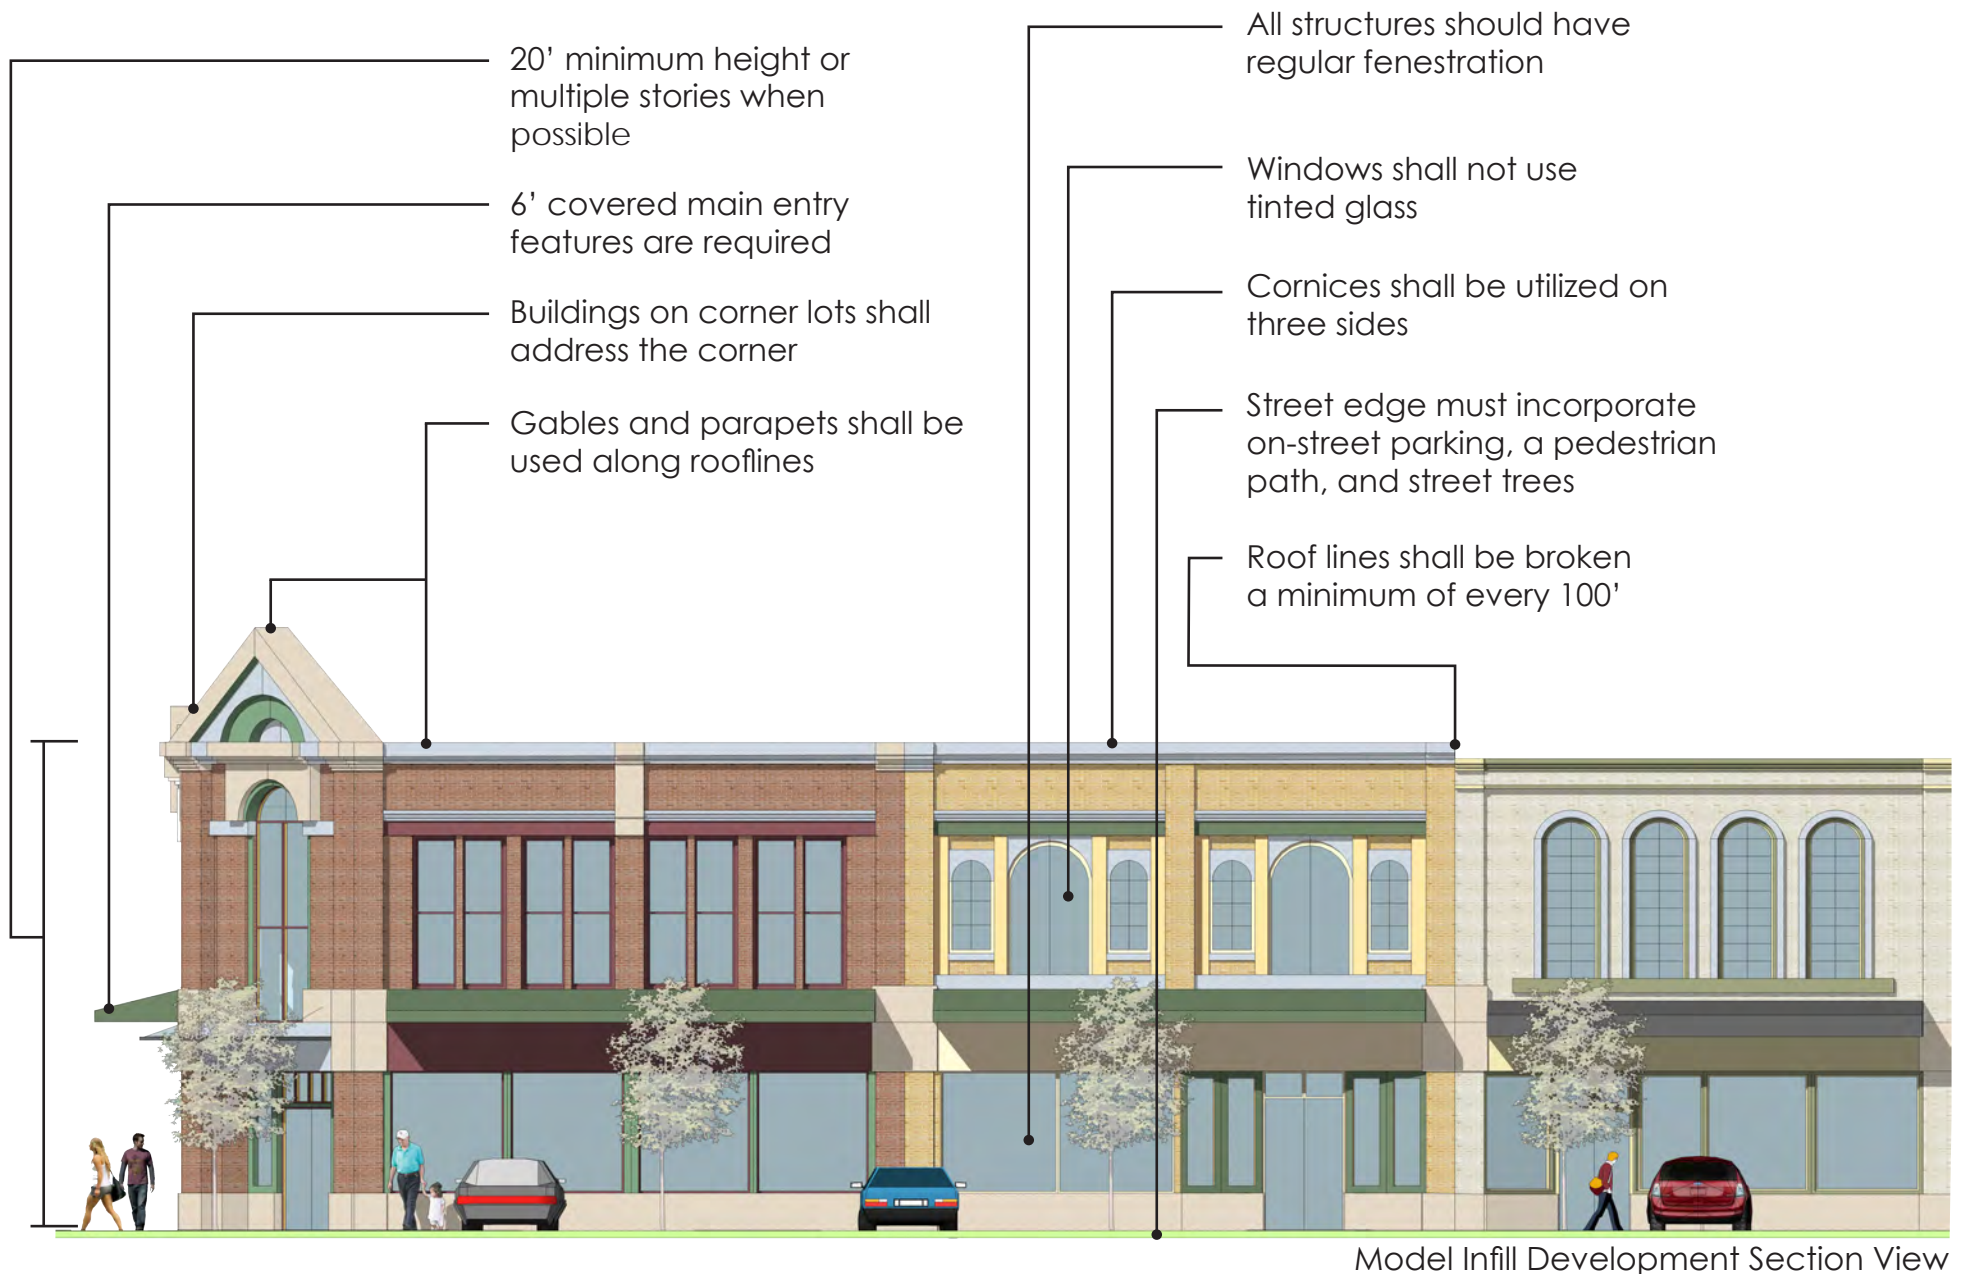 20’ minimum height or
multiple stories when
possible
6’ covered main entry
features are required
Buildings on corner lots shall
address the corner
Gables and parapets shall be
used along rooflines
All structures should have
regular fenestration
Windows shall not use
tinted glass
Cornices shall be utilized on
three sides
Street edge must incorporate
on-street parking, a pedestrian
path, and street trees
Roof lines shall be broken
a minimum of every 100’
Model Infill Development Section View